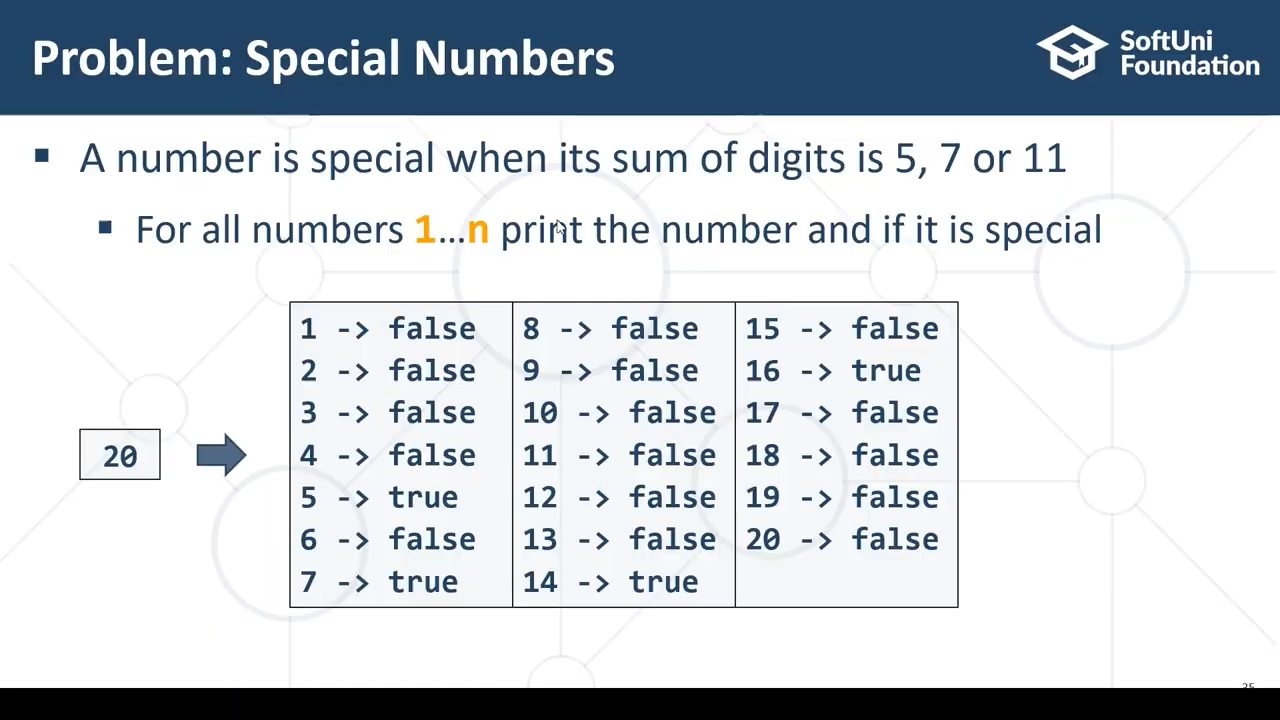 Problem: Special Numbers
SoftUni
Foundation
A number is special when its sum of digits is 5, 7 or 11
For all numbers 1...n print the number and if it is special
20
1 -> false
2 -> false
3 -> false
4 -> false
5 -> true
6 -> false
7 -> true
8 -> false
9 -> false
10 -> false
11 -> false
12 -> false
13 -> false
14 -> true
15 -> false
16 -> true
17 -> false
18 -> false
19 -> false
20 -> false